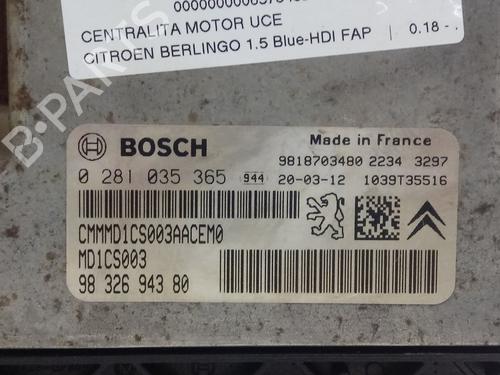 CENTRALITA MOTOR UCE
CITROEN BERLINGO 1.5 Blue-HDI FAP | 0.18 -
B-PARTS
BOSCH
Made in France
9818703480 2234 3297
0 281 035 365 944 20-03-12 1039T35516
CMMMD1CS003AACEM0
MD1CS003
98 326 943 80